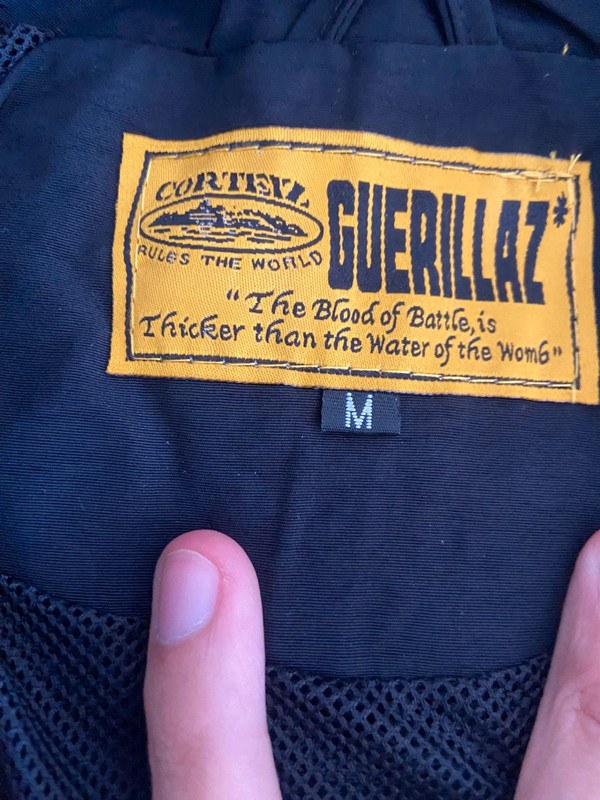 CORTEIZ
RULES THE WORLD
GUERILLAZ*
"The Blood of Battle, is
Thicker than the Water of the Womb"
M